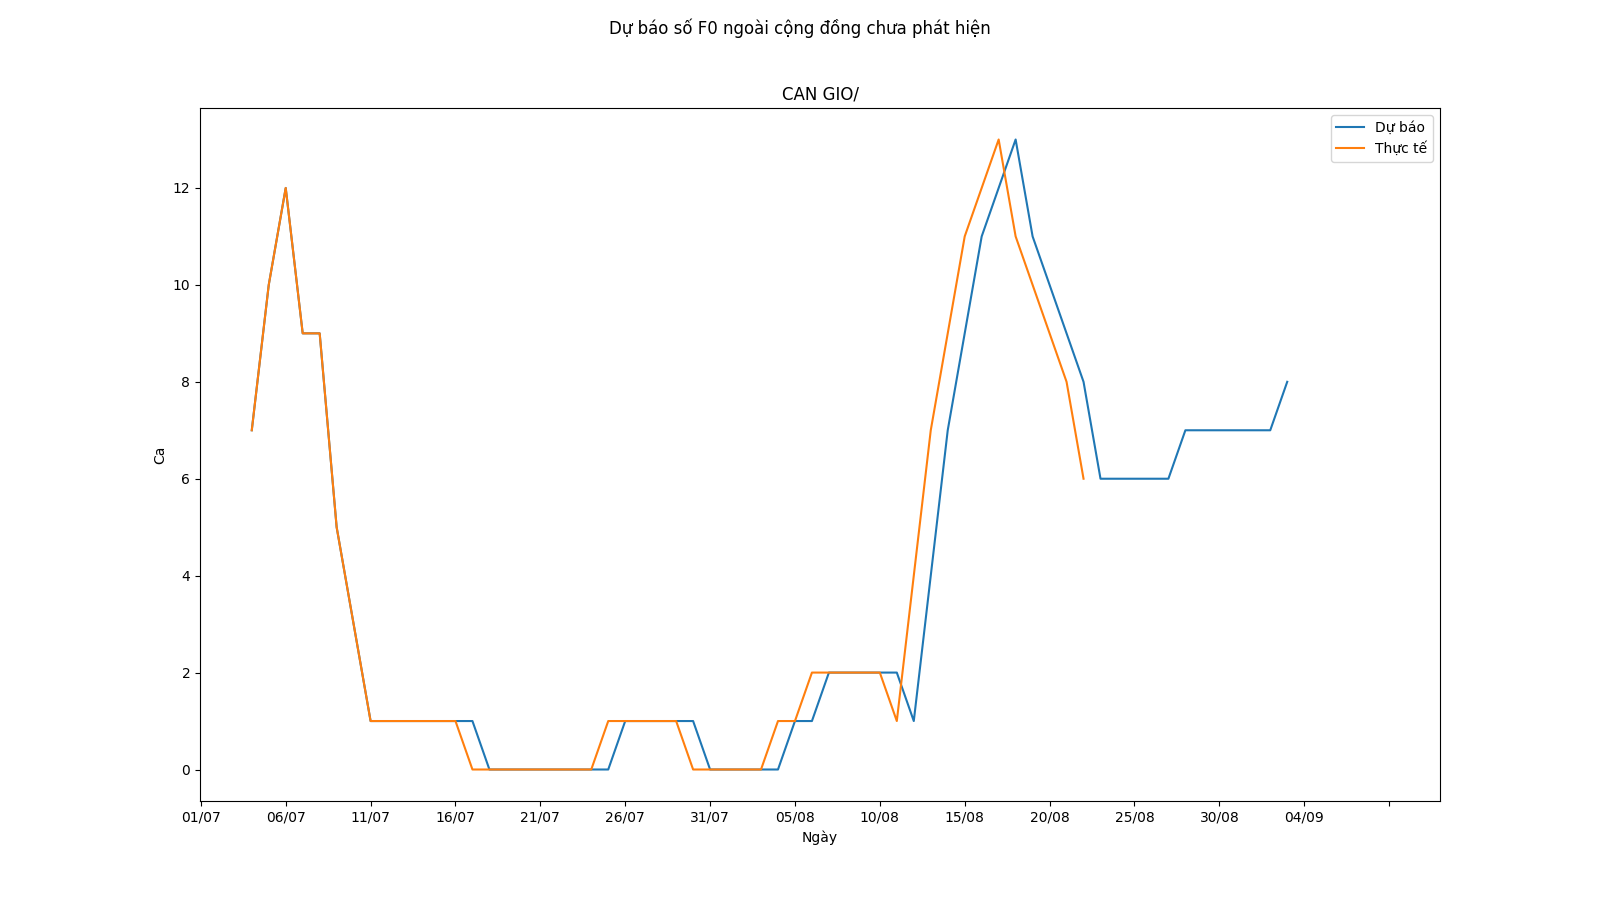 Dự báo số F0 ngoài cộng đồng chưa phát hiện
CAN GIO/
Dự báo
Thực tế
12
10
8
6
4
2
0
Ca
01/07 06/07 11/07 16/07 21/07 26/07 31/07 05/08 10/08 15/08 20/08 25/08 30/08 04/09
Ngày